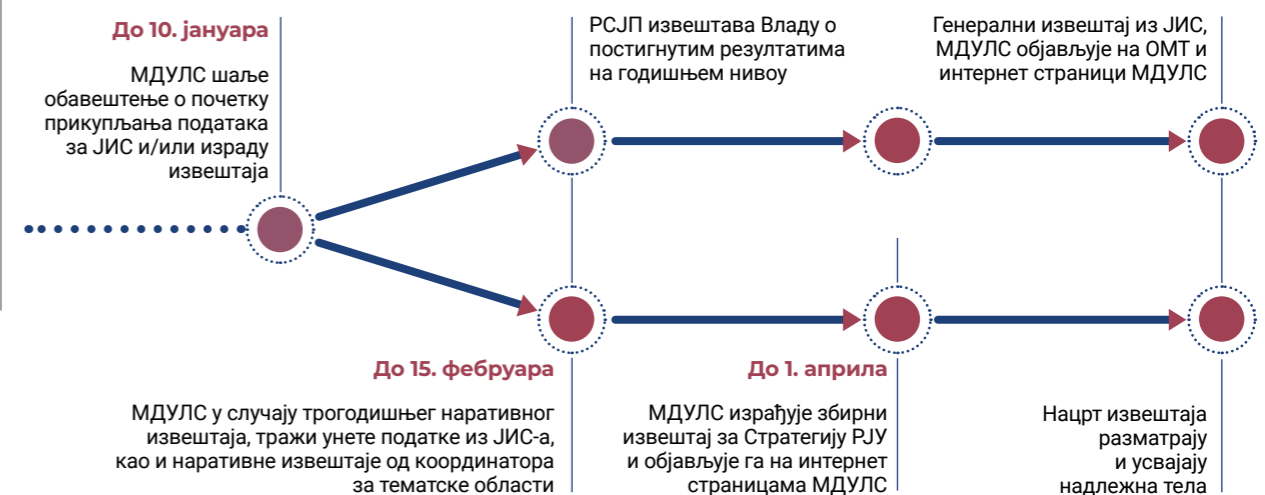 До 10. јануара
МДУЛС шаље
обавештење о почетку
прикупљања података
за ЈИС и/или израду
извештаја
РСЈП извештава Владу о
постигнутим резултатима
на годишњем нивоу
Генерални извештај из ЈИС,
МДУЛС објављује на ОМТ и
интернет страници МДУЛС
До 15. фебруара
МДУЛС у случају трогодишњег наративног
извештаја, тражи унете податке из ЈИС-а,
као и наративне извештаје од координатора
за тематске области
До 1. априла
МДУЛС израђује збирни
извештај за Стратегију РЈУ
и објављује га на интернет
страницама МДУЛС
Нацрт извештаја
разматрају
и усвајају
надлежна тела